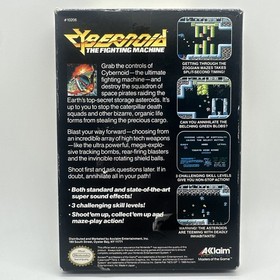 CYBERNOID
THE FIGHTING MACHINE
Grab the controls of
Cybernoid—the ultimate
fighting machine—and
destroy the squadron of
space pirates raiding the
Earth's top-secret storage asteroids. It's
up to you to stop the caterpillar death
squads and other bizarre, organic life
forms from stealing the precious cargo.
Blast your way forward—choosing from
an incredible array of high tech weapons—
like the ultra powerful, mega-explo-
sive tracking bombs, rear-firing blasters
and the invincible rotating shield balls.
Shoot first and ask questions later. If in
doubt, annihilate all in your path!
• Both standard and state-of-the-art
super sound effects!
• 3 challenging skill levels!
• Shoot'em up, collect'em up and
maze-play action!
GETTING THROUGH THE
ZOGGIAN MAZES TAKES
SPLIT-SECOND TIMING!
CAN YOU ANNIHILATE THE
BELCHING GREEN BLOBS?
3 CHALLENGING SKILL LEVELS
GIVE YOU NON-STOP ACTION!
WARNING! THE ASTEROIDS
ARE TEEMING WITH DEADLY
INHABITANTS!
AKlaim
Masters of the Game